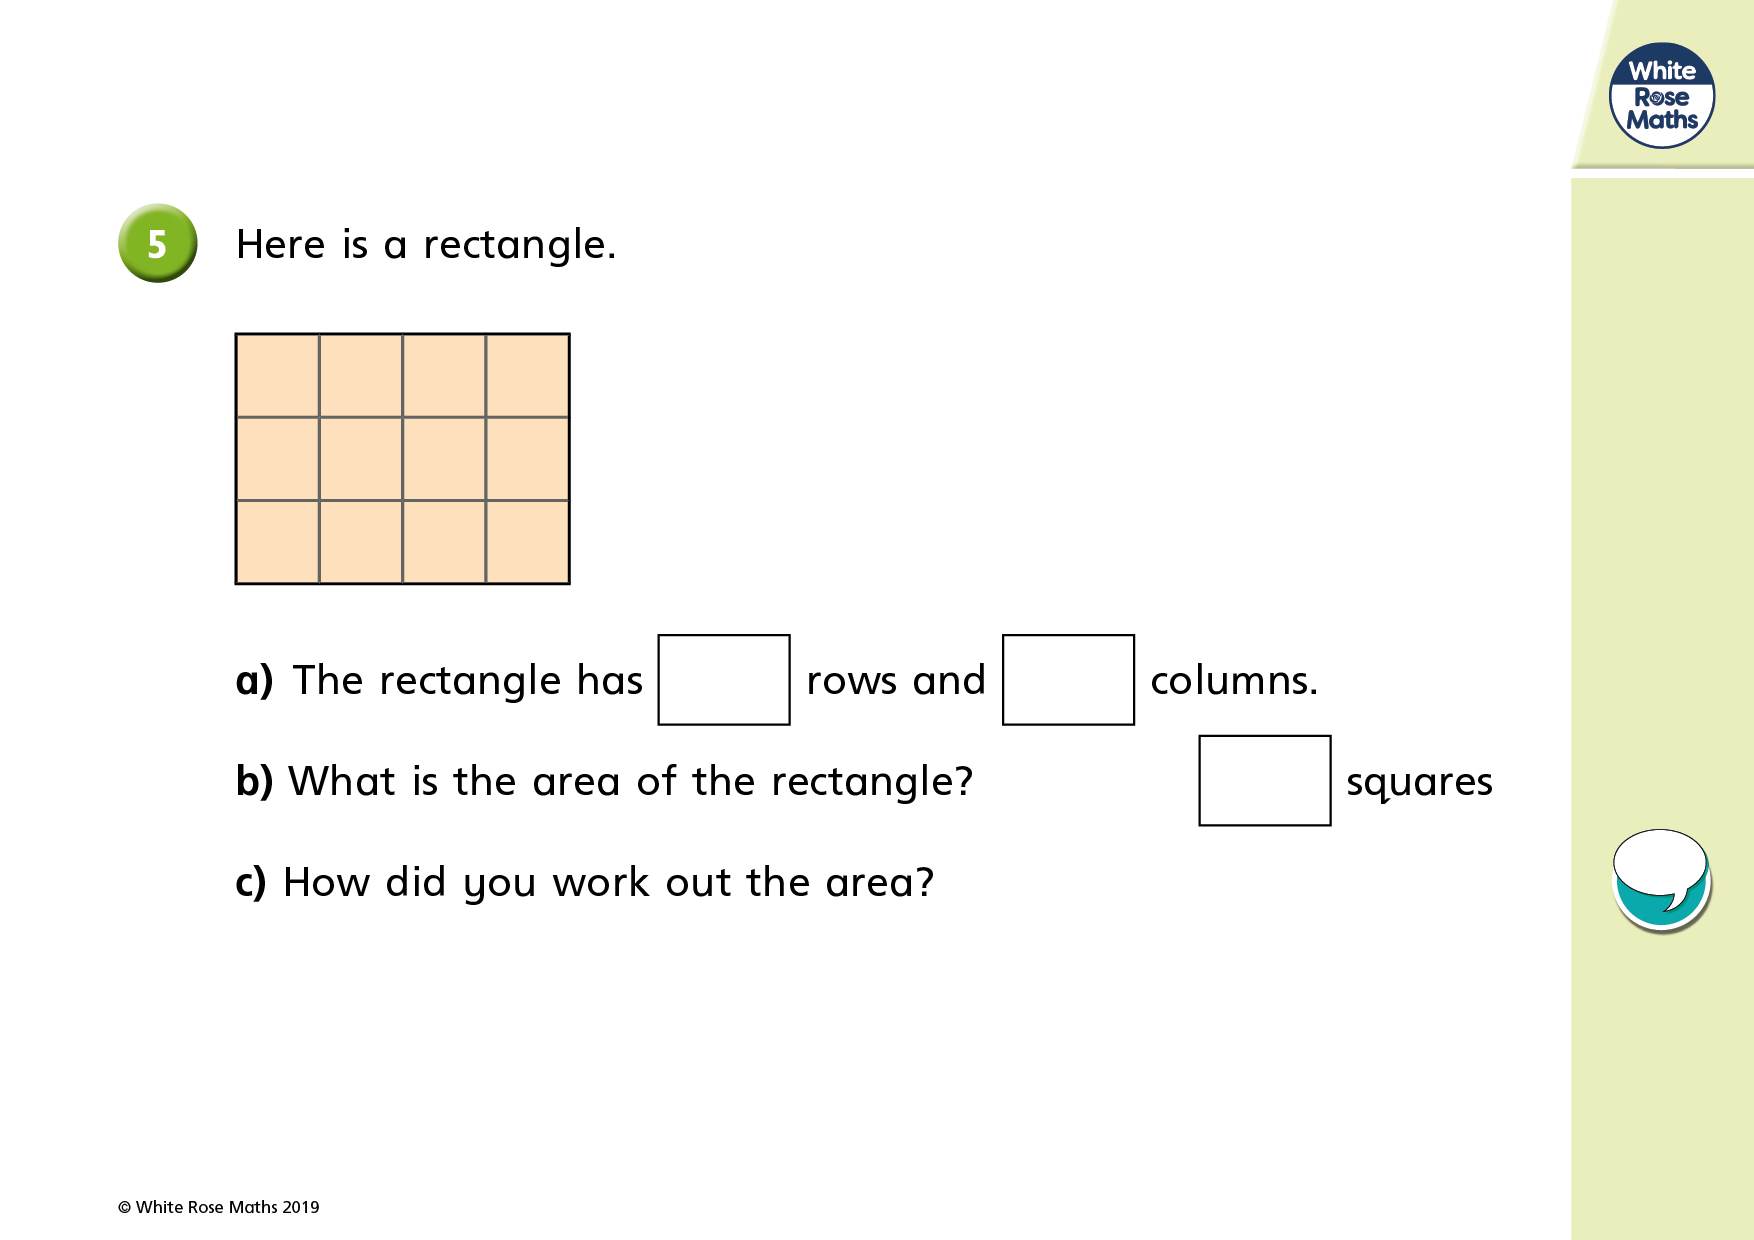 White
Rose
Maths
5 Here is a rectangle.
a) The rectangle has rows and columns.
b) What is the area of the rectangle? squares
c) How did you work out the area?
© White Rose Maths 2019